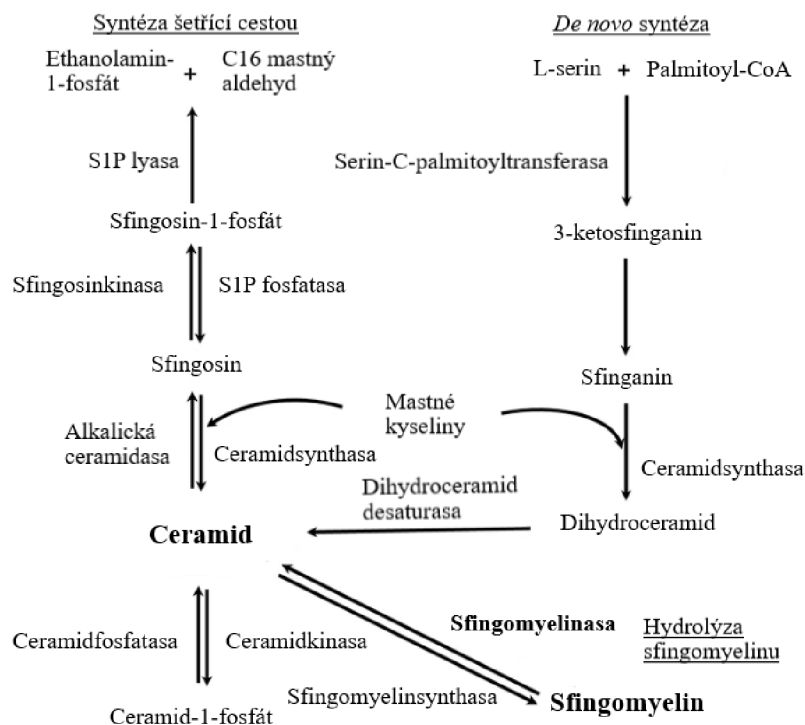 Syntéza šetřící cestou
De novo syntéza
Ethanolamin-
1-fosfát
+
C16 mastný
aldehyd
L-serin + Palmitoyl-CoA
S1P lyasa
Serin-C-palmitoyltransferasa
Sfingosin-1-fosfát
3-ketosfinganin
Sfingosinkinasa
S1P fosfatasa
Sfingosin
Sfinganin
Mastné
kyseliny
Alkalická
ceramidasa
Ceramidsynthasa
Ceramidsynthasa
Dihydroceramid
desaturasa
Ceramid
Dihydroceramid
Sfingomyelinasa
Hydrolýza
sfingomyelinu
Ceramidfosfatasa
Ceramidkinasa
Sfingomyelinsynthasa
Sfingomyelin
Ceramid-1-fosfát